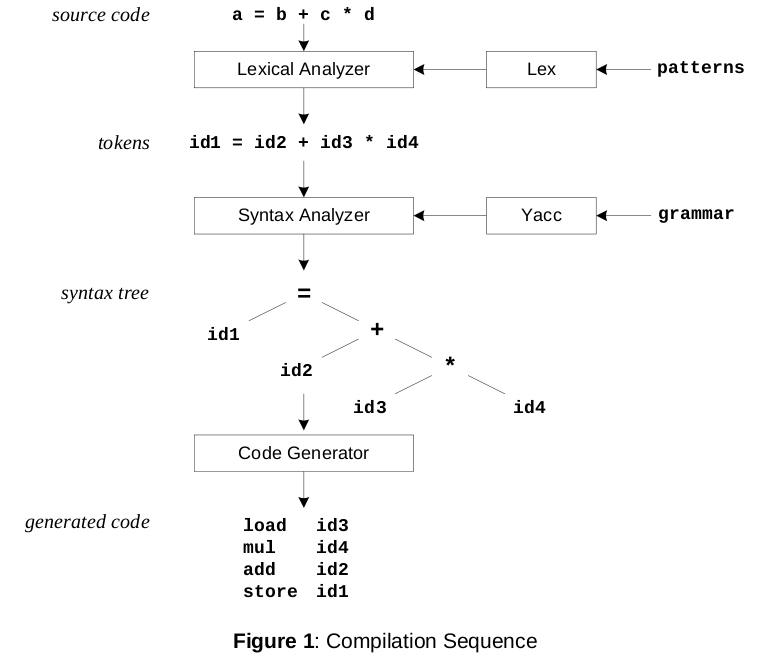 source code a = b + c * d
Lexical Analyzer Lex patterns
tokens id1 = id2 + id3 * id4
Syntax Analyzer Yacc grammar
syntax tree =
id1 +
id2 *
id3 id4
Code Generator
generated code load id3
mul id4
add id2
store id1
Figure 1: Compilation Sequence